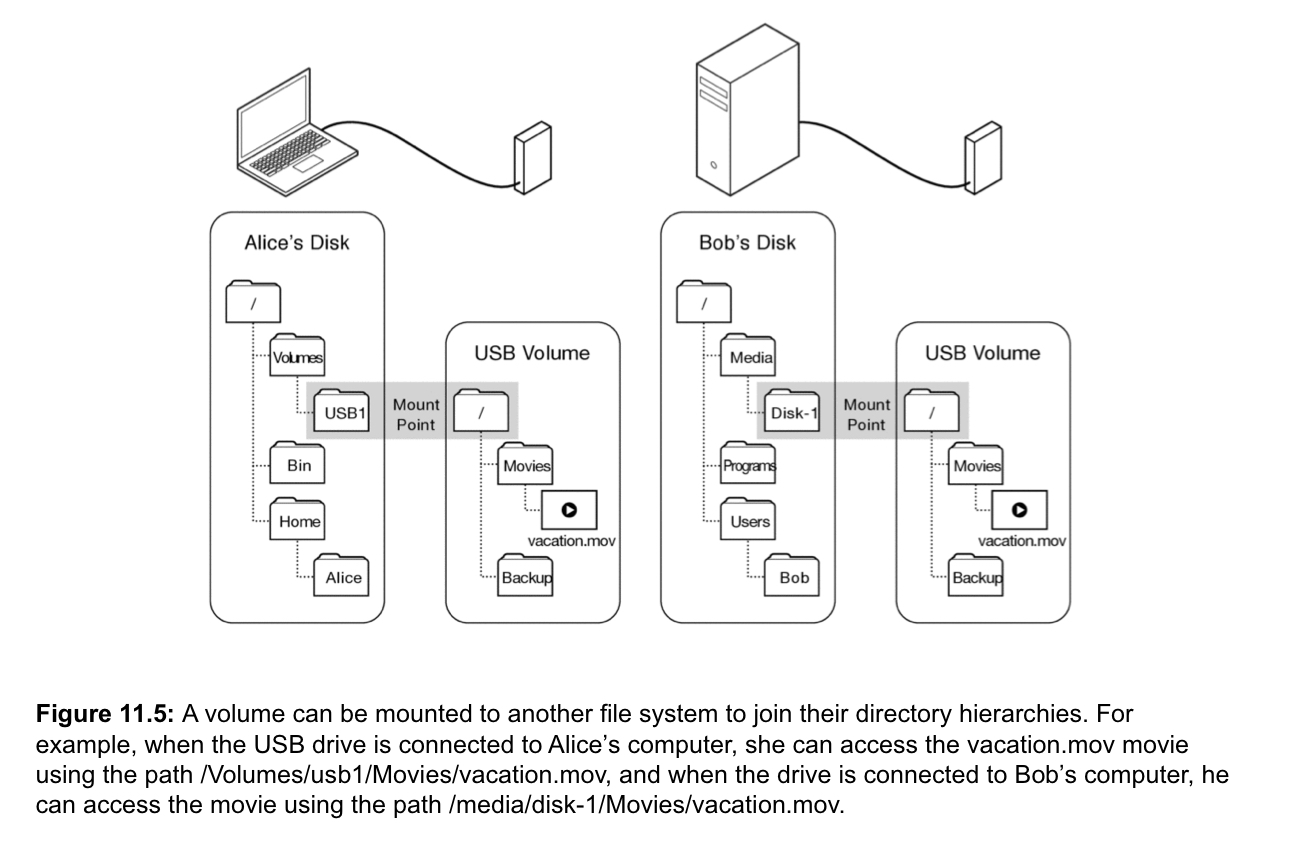 Alice's Disk
/
Volumes
USB1
Bin
Home
Alice
Mount
Point
USB Volume
/
Movies
vacation.mov
Backup
Bob's Disk
/
Media
Disk-1
Programs
Users
Bob
Mount
Point
USB Volume
/
Movies
vacation.mov
Backup
Figure 11.5: A volume can be mounted to another file system to join their directory hierarchies. For
example, when the USB drive is connected to Alice’s computer, she can access the vacation.mov movie
using the path /Volumes/usb1/Movies/vacation.mov, and when the drive is connected to Bob’s computer, he
can access the movie using the path /media/disk-1/Movies/vacation.mov.